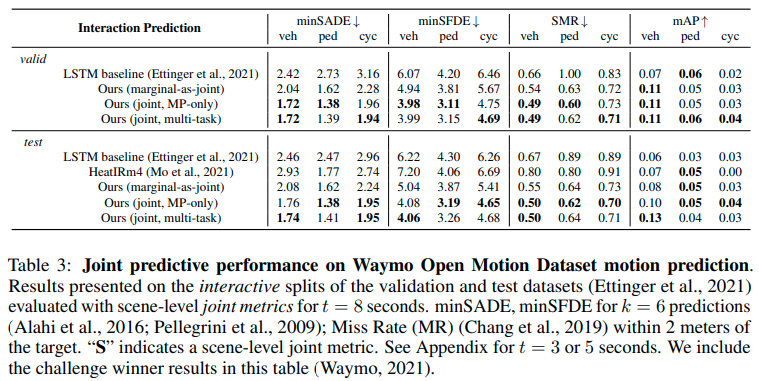 Interaction Prediction minSADE↓ minSFDE↓ SMR↓ mAP↑
veh ped cyc veh ped cyc veh ped cyc veh ped cyc
valid
LSTM baseline (Ettinger et al., 2021) 2.42 2.73 3.16 6.07 4.20 6.46 0.66 1.00 0.83 0.07 0.06 0.02
Ours (marginal-as-joint) 2.04 1.62 2.28 4.94 3.81 5.67 0.54 0.63 0.72 0.11 0.05 0.03
Ours (joint, MP-only) 1.72 1.38 1.96 3.98 3.11 4.75 0.49 0.60 0.73 0.11 0.05 0.03
Ours (joint, multi-task) 1.72 1.39 1.94 3.99 3.15 4.69 0.49 0.62 0.71 0.11 0.06 0.04
test
LSTM baseline (Ettinger et al., 2021) 2.46 2.47 2.96 6.22 4.30 6.26 0.67 0.89 0.89 0.06 0.03 0.03
HeatIRm4 (Mo et al., 2021) 2.93 1.77 2.74 7.20 4.06 6.69 0.80 0.80 0.91 0.07 0.05 0.00
Ours (marginal-as-joint) 2.08 1.62 2.24 5.04 3.87 5.41 0.55 0.64 0.73 0.08 0.05 0.03
Ours (joint, MP-only) 1.76 1.38 1.95 4.08 3.19 4.65 0.50 0.62 0.70 0.10 0.05 0.04
Ours (joint, multi-task) 1.74 1.41 1.95 4.06 3.26 4.68 0.50 0.64 0.71 0.13 0.04 0.03
Table 3: Joint predictive performance on Waymo Open Motion Dataset motion prediction.
Results presented on the interactive splits of the validation and test datasets (Ettinger et al., 2021)
evaluated with scene-level joint metrics for t = 8 seconds. minSADE, minSFDE for k = 6 predictions
(Alahi et al., 2016; Pellegrini et al., 2009); Miss Rate (MR) (Chang et al., 2019) within 2 meters of
the target. “S” indicates a scene-level joint metric. See Appendix for t = 3 or 5 seconds. We include
the challenge winner results in this table (Waymo, 2021).